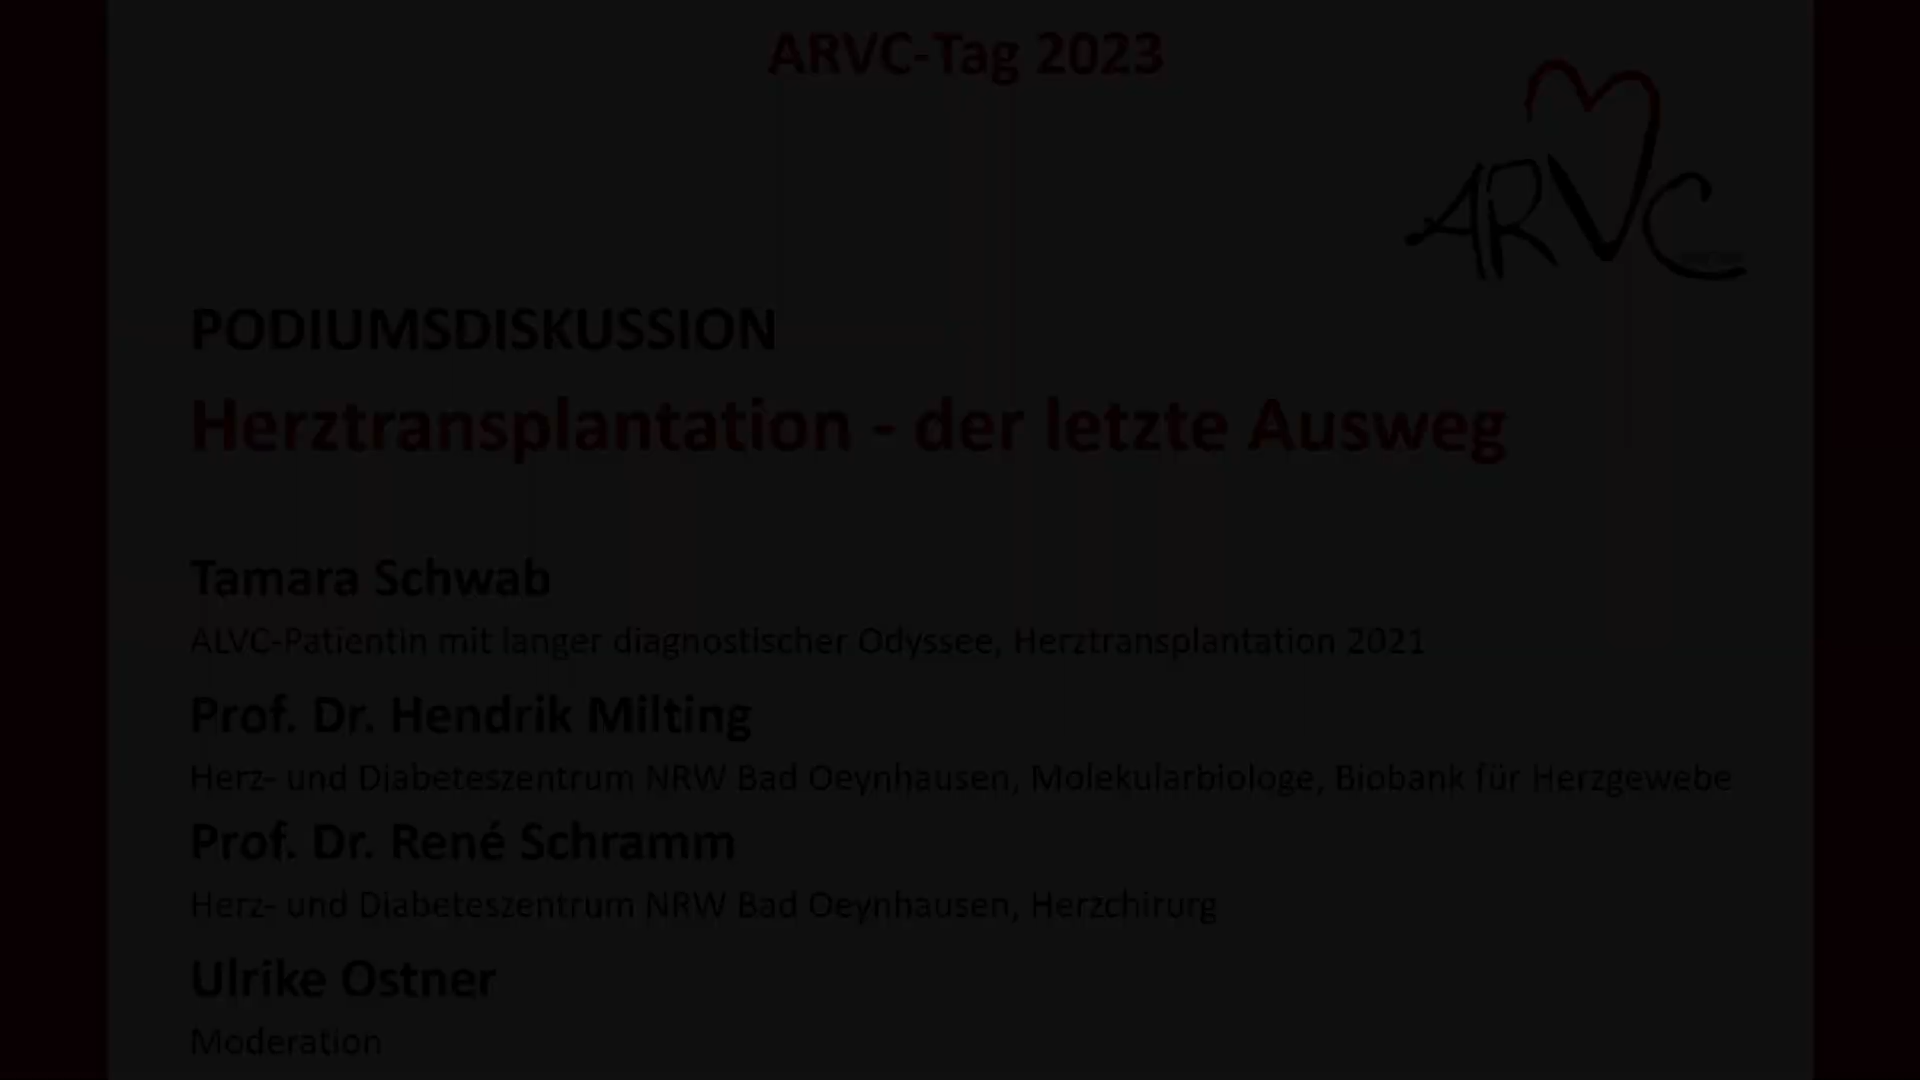 ARVC-Tag 2023
ARVC
PODIUMSDISKUSSION
Herztransplantation - der letzte Ausweg
Tamara Schwab
ALVC-Patientin mit langer diagnostischer Odyssee, Herztransplantation 2021
Prof. Dr. Hendrik Milting
Herz- und Diabeteszentrum NRW Bad Oeynhausen, Molekularbiologe, Biobank für Herzgewebe
Prof. Dr. René Schramm
Herz- und Diabeteszentrum NRW Bad Oeynhausen, Herzchirurg
Ulrike Ostner
Moderation